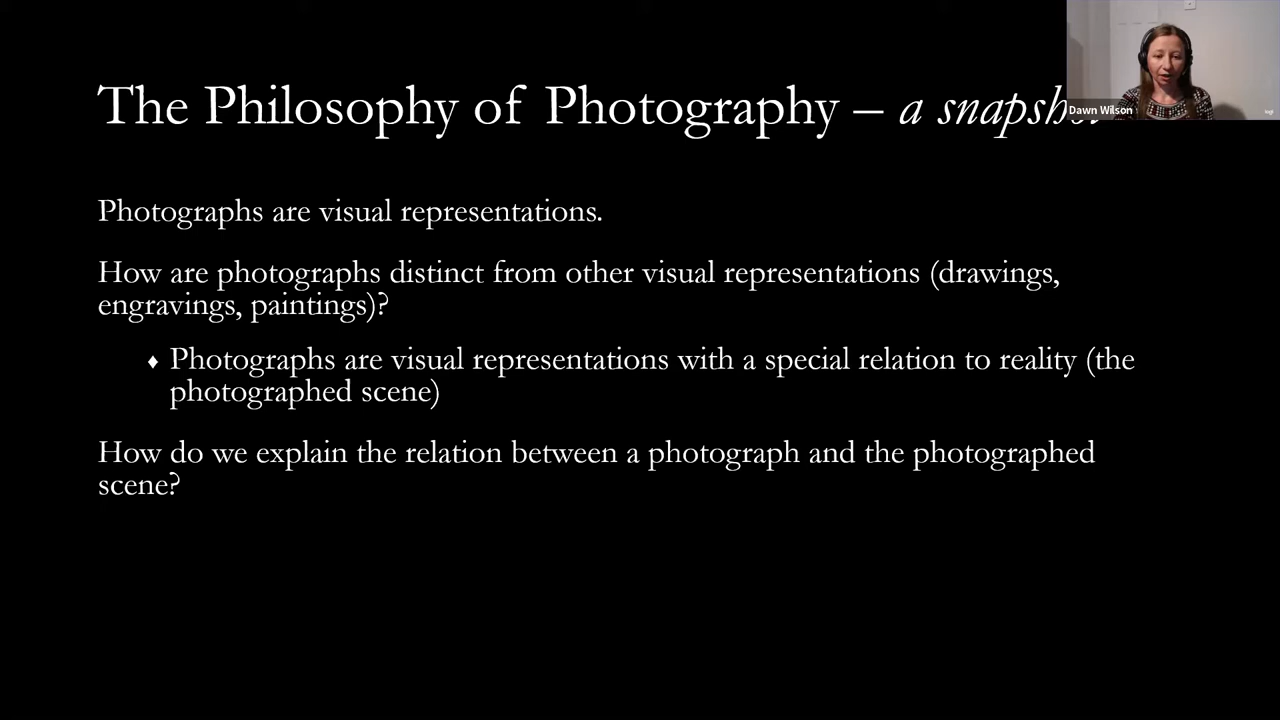 The Philosophy of Photography – a
Dawn Wilson
Photographs are visual representations.
How are photographs distinct from other visual representations (drawings,
engravings, paintings)?
♦ Photographs are visual representations with a special relation to reality (the
photographed scene)
How do we explain the relation between a photograph and the photographed
scene?